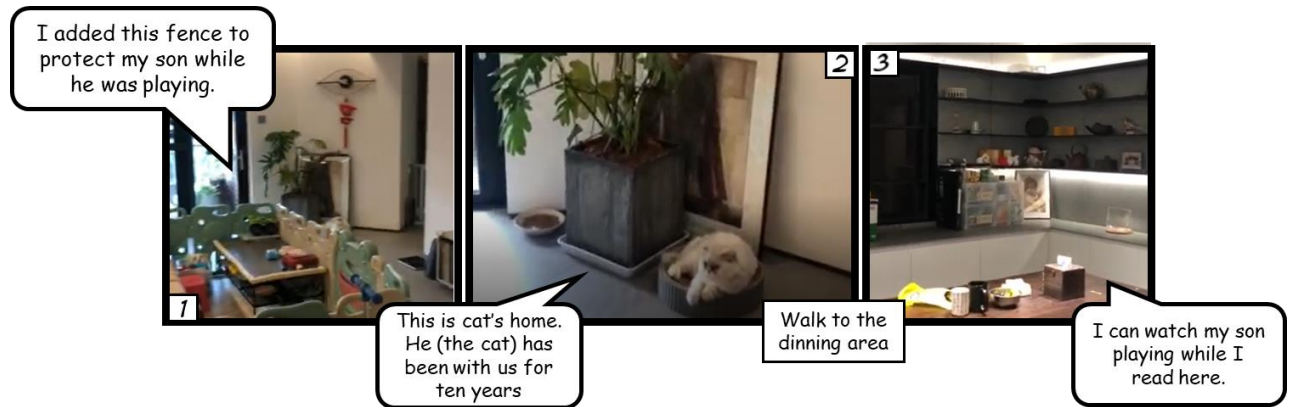 I added this fence to
protect my son while
he was playing.
1
This is cat's home.
He (the cat) has
been with us for
ten years
2
Walk to the
dinning area
3
I can watch my son
playing while I
read here.